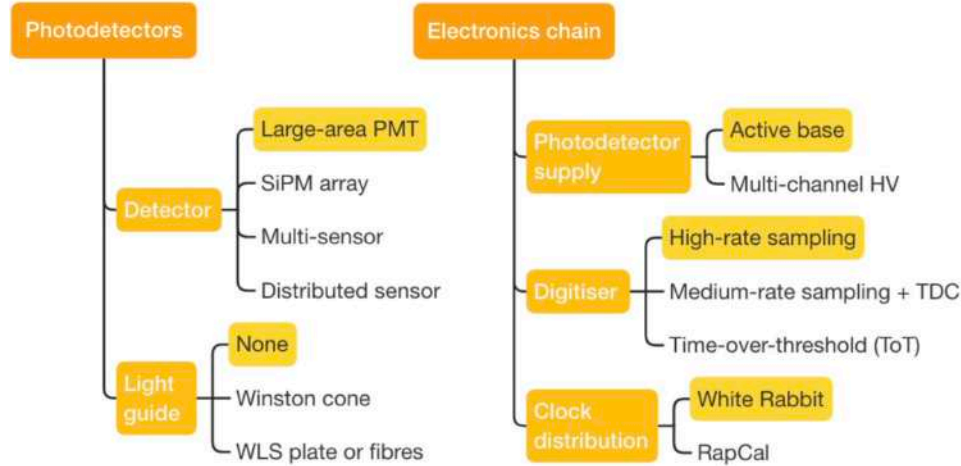 Photodetectors
Detector
Large-area PMT
SiPM array
Multi-sensor
Distributed sensor
Light
guide
None
Winston cone
WLS plate or fibres
Electronics chain
Photodetector
supply
Active base
Multi-channel HV
Digitiser
High-rate sampling
Medium-rate sampling + TDC
Time-over-threshold (ToT)
Clock
distribution
White Rabbit
RapCal